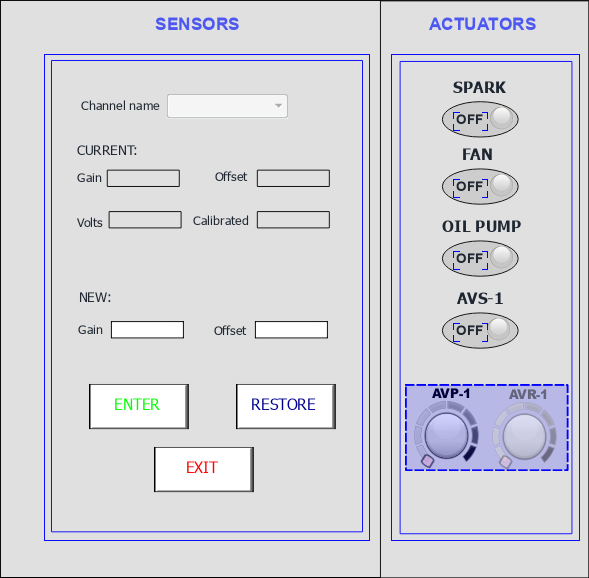 SENSORS
Channel name
CURRENT:
Gain Offset
Volts Calibrated
NEW:
Gain Offset
ENTER RESTORE
EXIT
ACTUATORS
SPARK
OFF
FAN
OFF
OIL PUMP
OFF
AVS-1
OFF
AVP-1 AVR-1